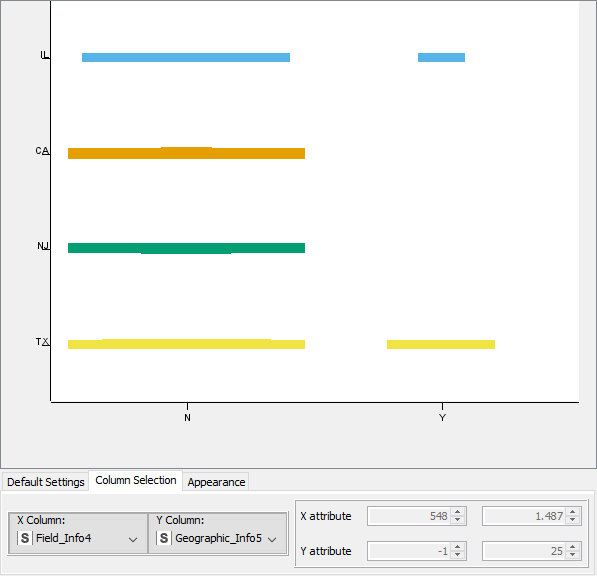 IL
CA
NJ
TX
N Y
Default Settings Column Selection Appearance
X Column: Y Column:
S Field_Info4 S Geographic_Info5
X attribute 548 1.487
Y attribute -1 25